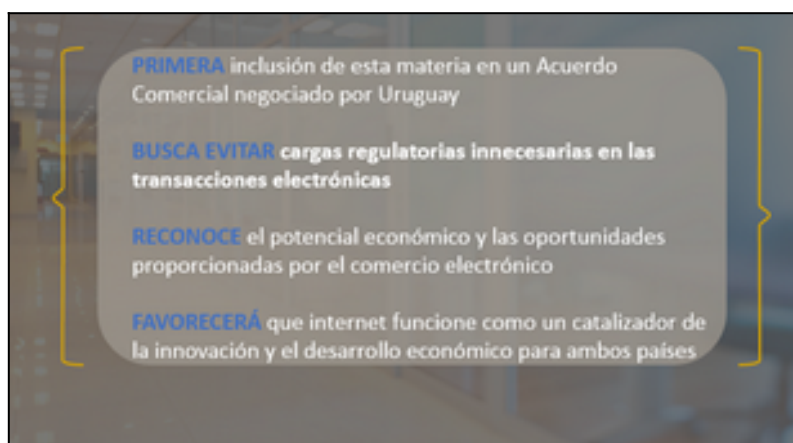 PRIMERA inclusión de esta materia en un Acuerdo
Comercial negociado por Uruguay
BUSCA EVITAR cargas regulatorias innecesarias en las
transacciones electrónicas
RECONOCE el potencial económico y las oportunidades
proporcionadas por el comercio electrónico
FAVORECERÁ que internet funcione como un catalizador de
la innovación y el desarrollo económico para ambos países